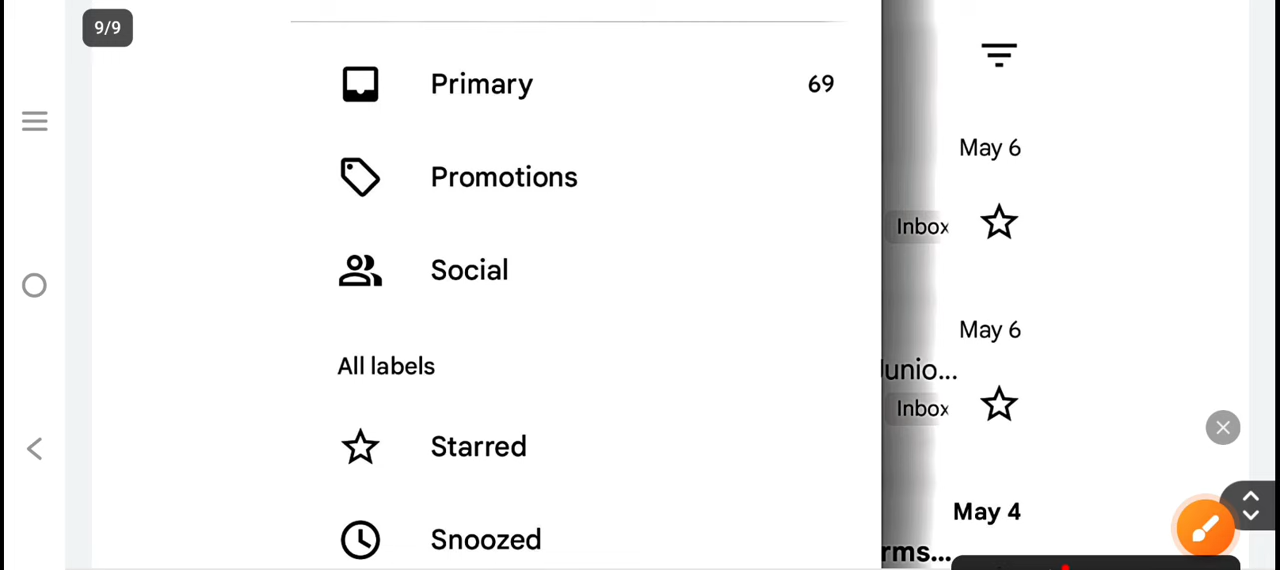 9/9
Primary 69
Promotions
Social
All labels
Starred
Snoozed
May 6
Inbox
May 6
Inbox
May 4